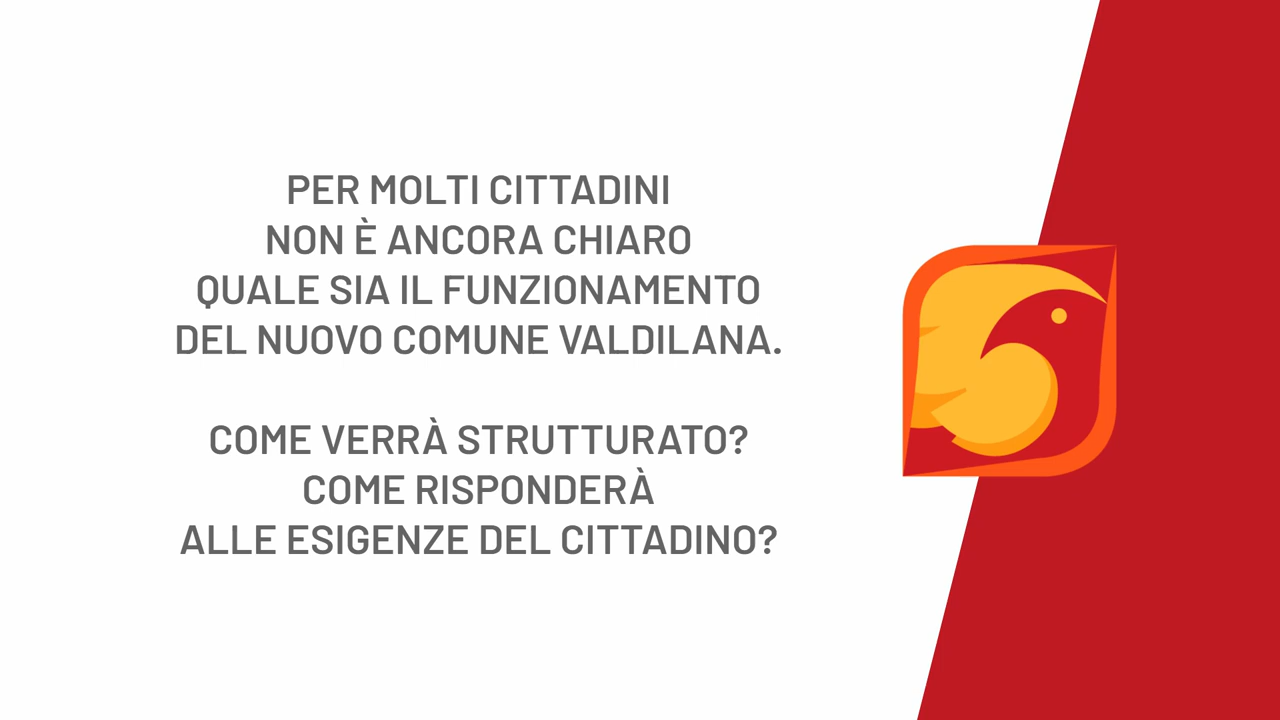 PER MOLTI CITTADINI
NON È ANCORA CHIARO
QUALE SIA IL FUNZIONAMENTO
DEL NUOVO COMUNE VALDILANA.
COME VERRÀ STRUTTURATO?
COME RISPONDERÀ
ALLE ESIGENZE DEL CITTADINO?